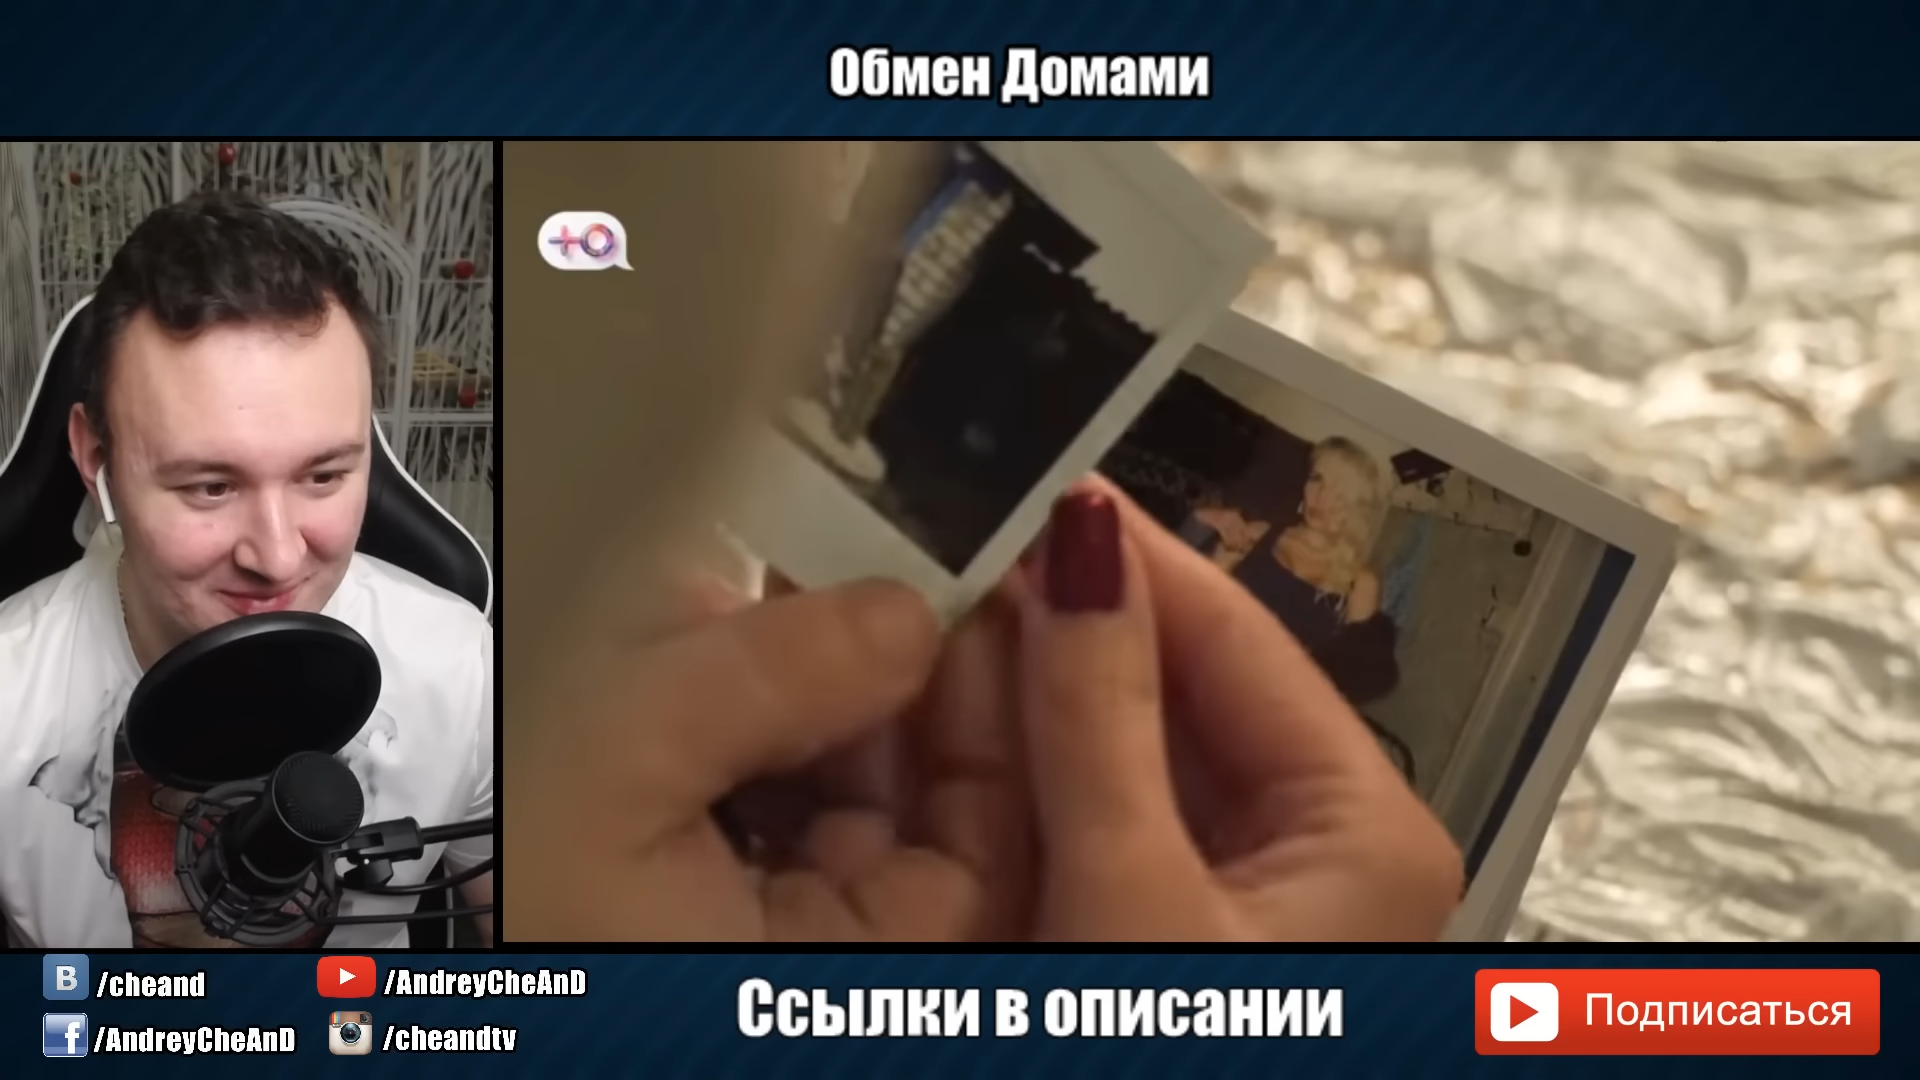 Обмен Домами
Ю
B /cheand
/AndreyCheAnD
f /AndreyCheAnD
/cheandtv
Ссылки в описании
Подписаться